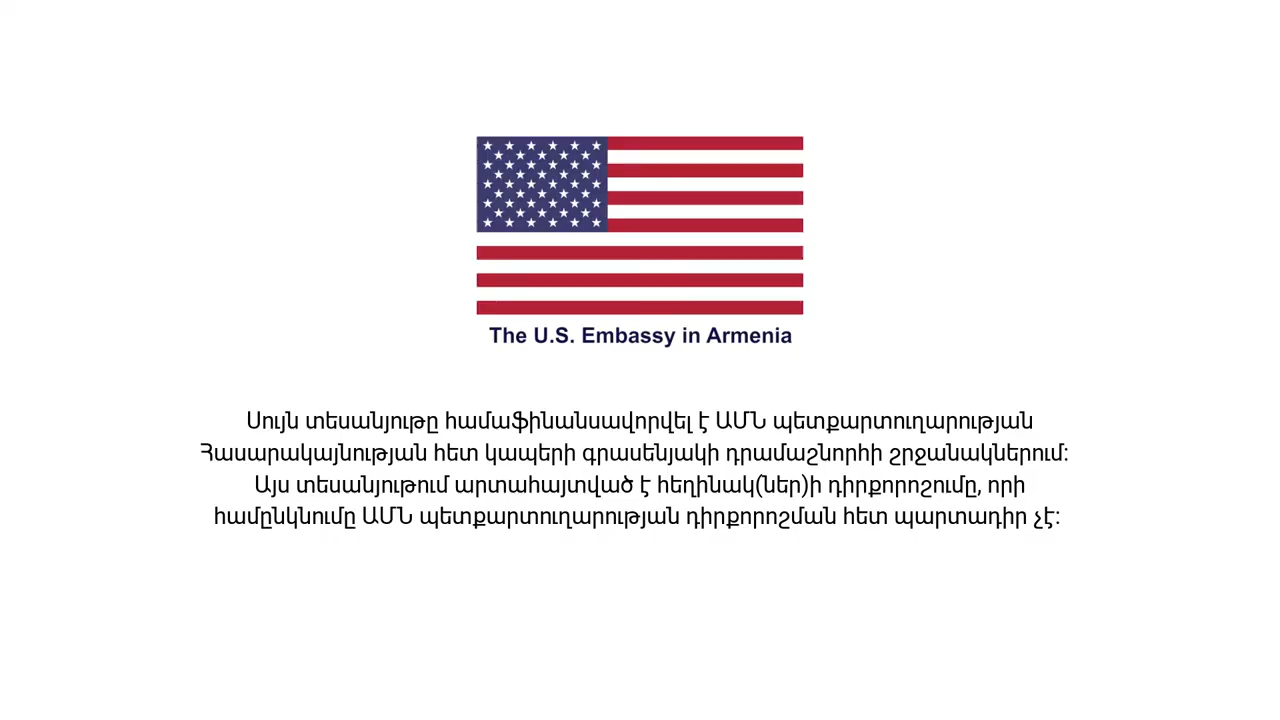 The U.S. Embassy in Armenia
Սույն տեսանյութը համաֆինանսավորվել է ԱՄՆ պետքարտուղարության
Հասարակայնության հետ կապերի գրասենյակի դրամաշնորհի շրջանակներում:
Այս տեսանյութում արտահայտված է հեղինակ(ներ)ի դիրքորոշումը, որի
համընկնումը ԱՄՆ պետքարտուղարության դիրքորոշման հետ պարտադիր չէ: